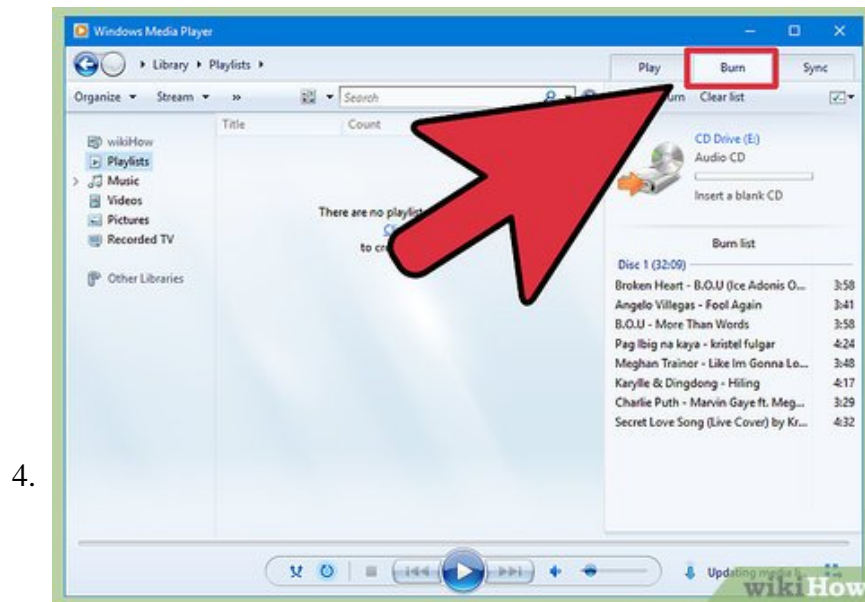 Windows Media Player
Library Playlists
Play Burn Sync
Organize Stream » Search
Clear list
Title Count
wikiHow
Playlists
Music
Videos
Pictures
Recorded TV
Other Libraries
There are no
to
CD Drive (E:)
Audio CD
Insert a blank CD
Burn list
Disc 1 (32:09)
Broken Heart - B.O.U (Ice Adonis O... 3:58
Angelo Villegas - Fool Again 3:41
B.O.U - More Than Words 3:58
Pag Ibig na kaya - kristel fulgar 4:24
Meghan Trainor - Like Im Gonna Lo... 3:48
Karylle & Dingdong - Hiling 4:17
Charlie Puth - Marvin Gaye ft. Meg... 3:29
Secret Love Song (Live Cover) by Kr... 4:32
4.
Updating media li...
wikiHow